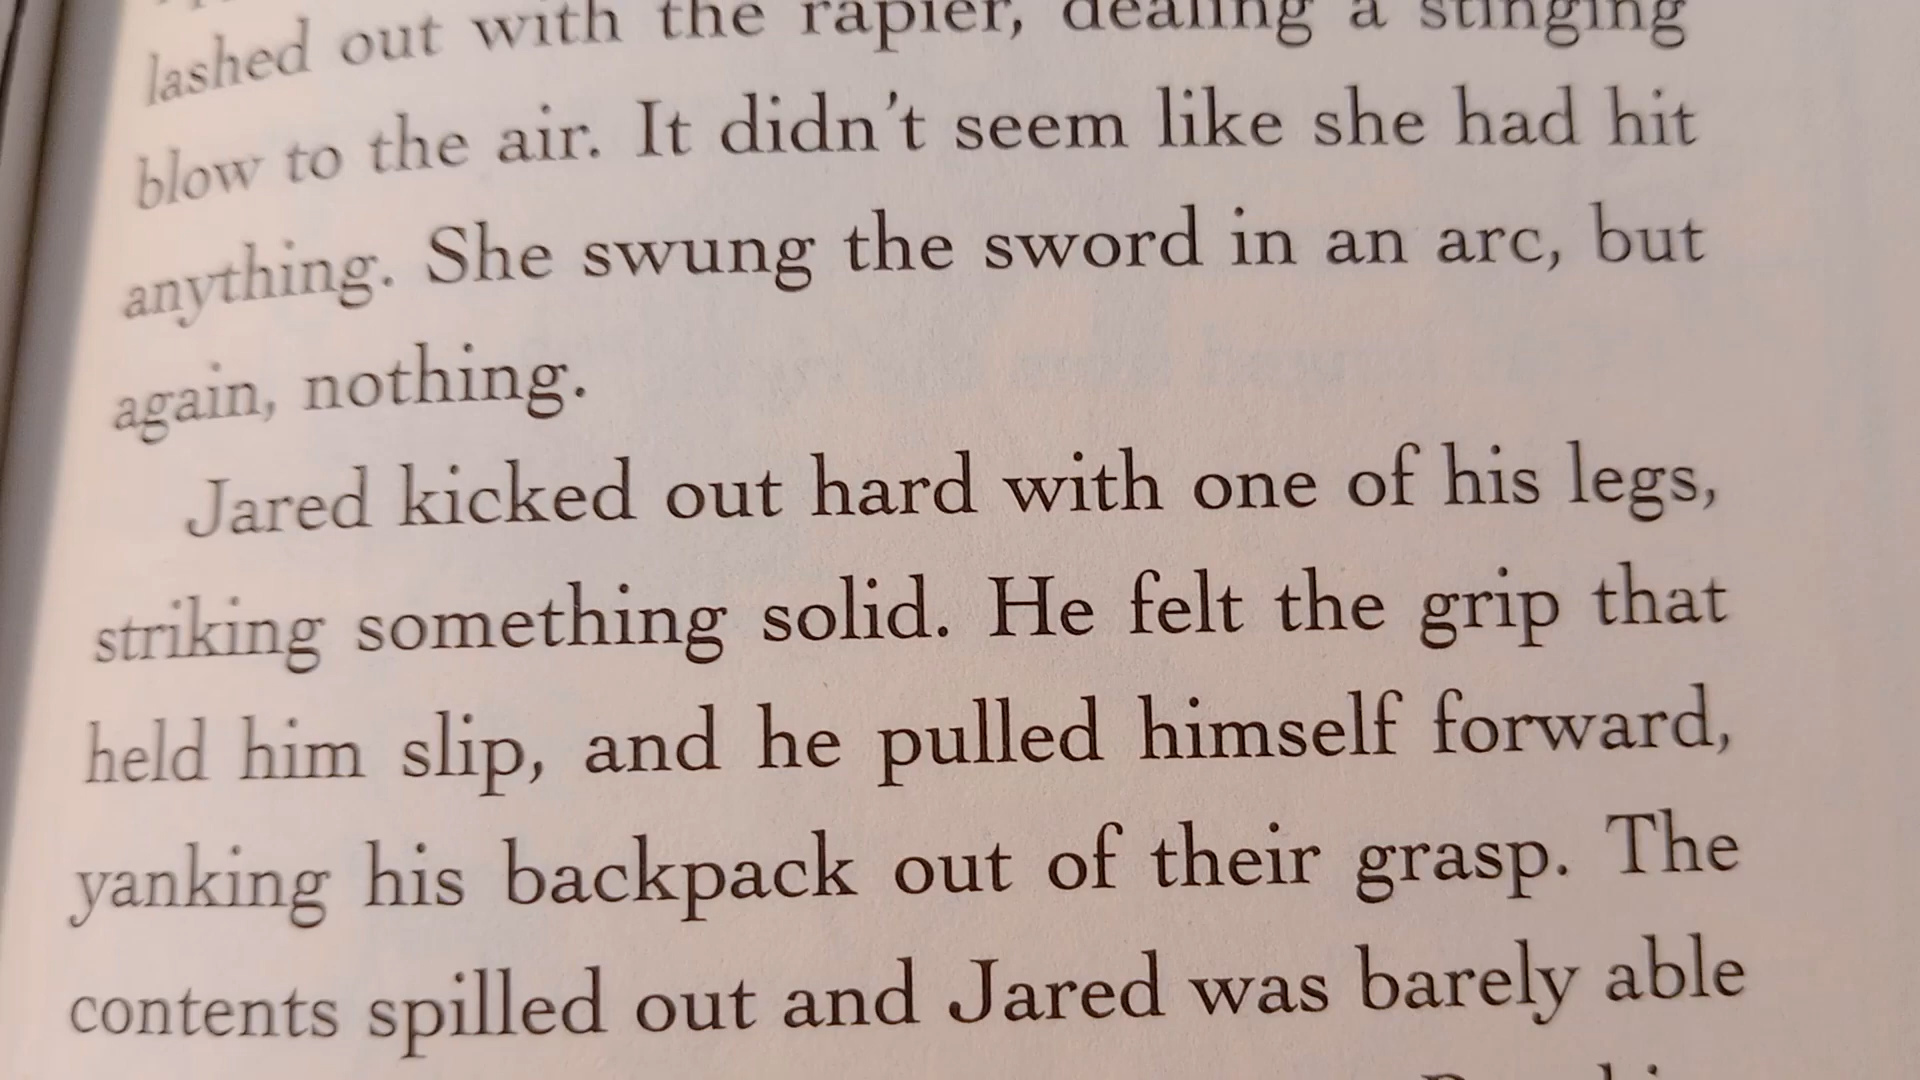 lashed out with the rapier, dealing a stinging
blow to the air. It didn't seem like she had hit
anything. She swung the sword in an arc, but
again, nothing.
Jared kicked out hard with one of his legs,
striking something solid. He felt the grip that
held him slip, and he pulled himself forward,
yanking his backpack out of their grasp. The
contents spilled out and Jared was barely able